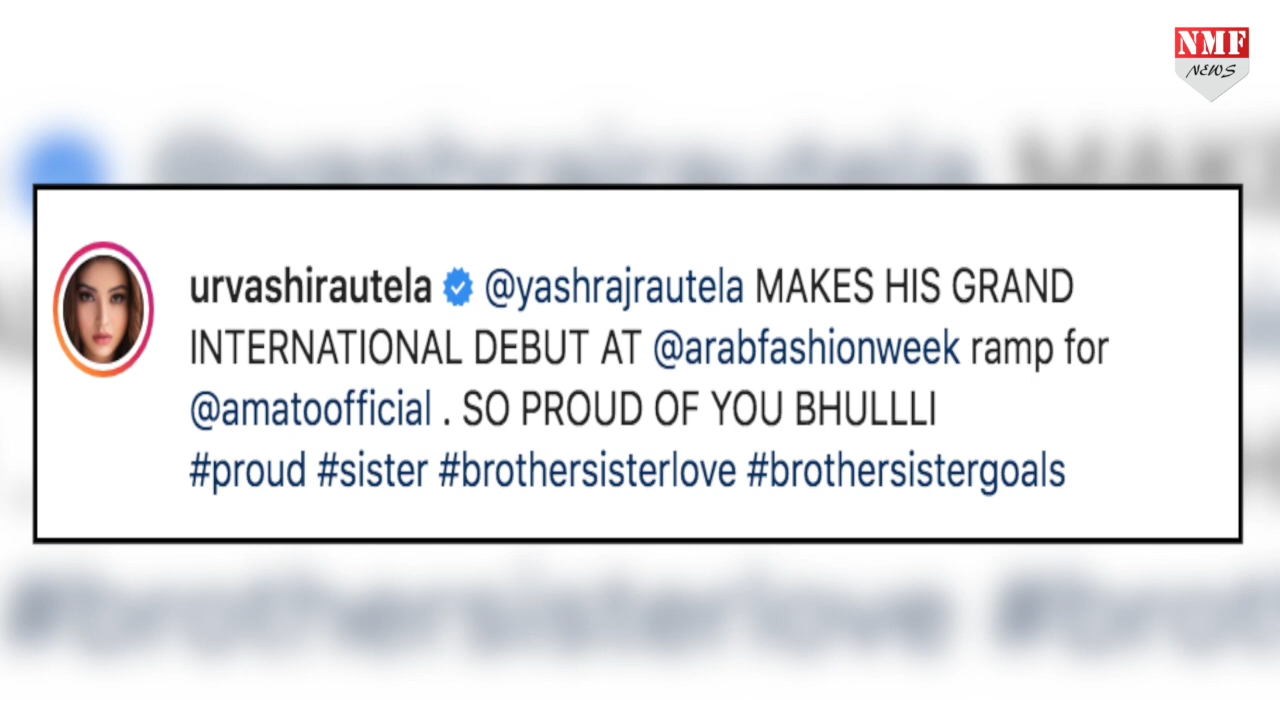 NMF
NEWS
urvashirautela @yashrajrautela MAKES HIS GRAND
INTERNATIONAL DEBUT AT @arabfashionweek ramp for
@amatoofficial . SO PROUD OF YOU BHULLLI
#proud #sister #brothersisterlove #brothersistergoals